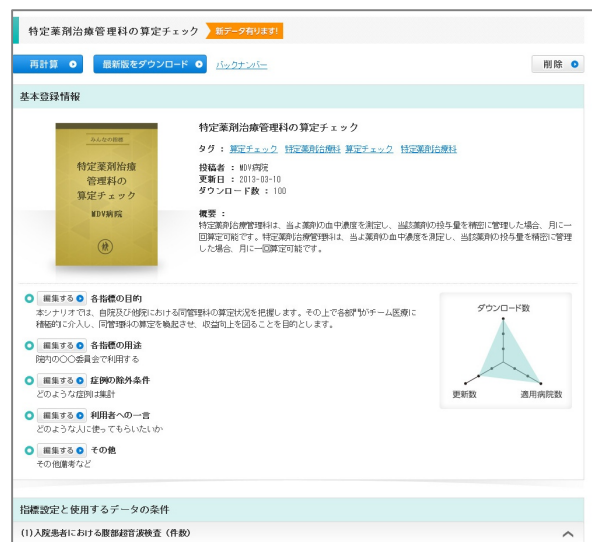 特定薬剤治療管理科の算定チェック 新データ有ります!
再計算 最新版をダウンロード バックナンバー 削除
基本登録情報
みんなの指標
特定薬剤治療
管理科の
算定チェック
MDV病院
徹
特定薬剤治療管理科の算定チェック
タグ : 算定チェック 特定薬剤治療科 算定チェック 特定薬剤治療科
投稿者 : MDV病院
更新日 : 2013-03-10
ダウンロード数 : 100
概要 :
特定薬剤治療管理科は、当よ薬剤の血中濃度を測定し、当該薬剤の投与量を精密に管理した場合、月に一
回算定可能です。特定薬剤治療管理科は、当よ薬剤の血中濃度を測定し、当該薬剤の投与量を精密に管理
した場合、月に一回算定可能です。
編集する 各指標の目的
本シナリオでは、自院及び他院における同管理科の算定状況を把握します。その上で各部門がチーム医療に
積極的に介入し、同管理科の算定を喚起させ、収益向上を図ることを目的とします。
編集する 各指標の用途
院内の〇〇委員会で利用する
編集する 症例の除外条件
どのような症例は集計
編集する 利用者への一言
どのような人に使ってもらいたいか
編集する その他
その他備考など
ダウンロード数
更新数 適用病院数
指標設定と使用するデータの条件
(1)入院患者における腹部超音波検査 (件数)